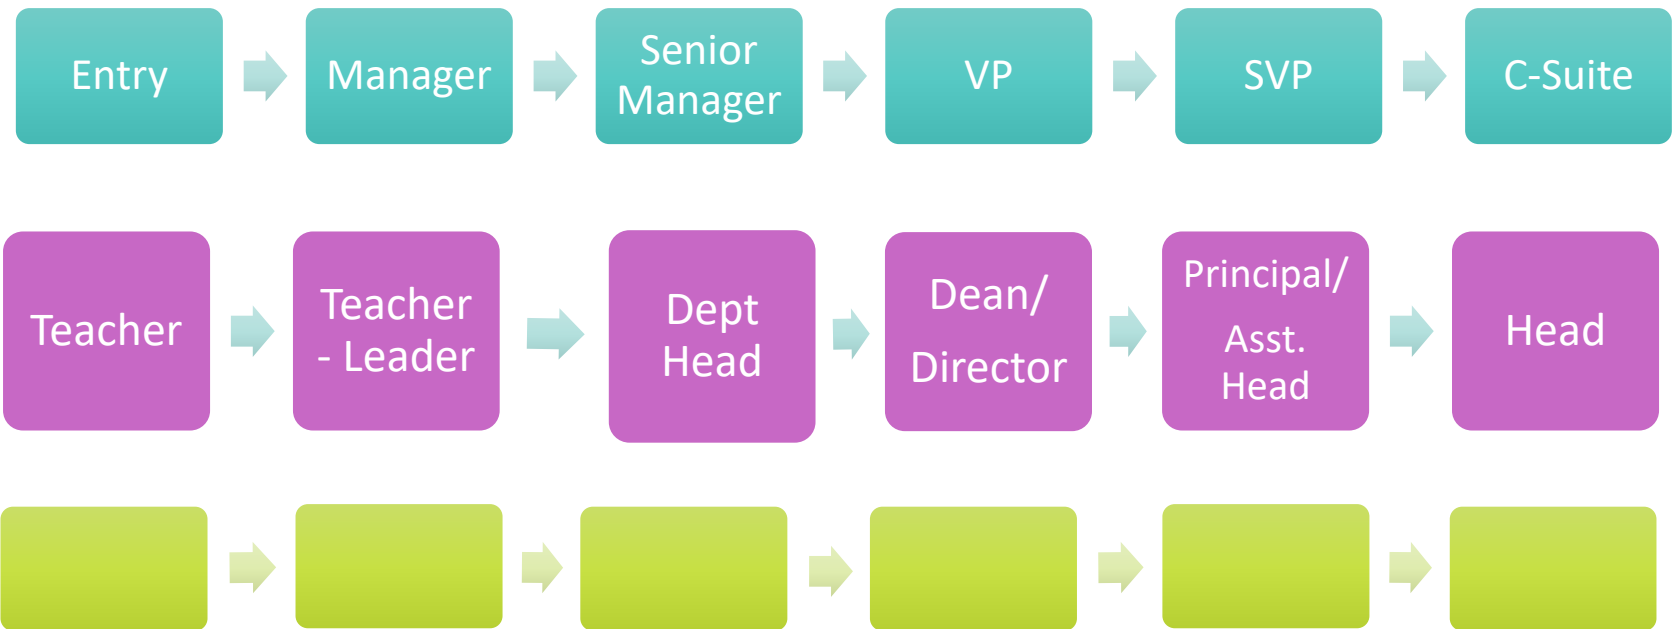 Entry
Manager
Senior
Manager
VP
SVP
C-Suite
Teacher
Teacher
- Leader
Dept
Head
Dean/
Director
Principal/
Asst.
Head
Head